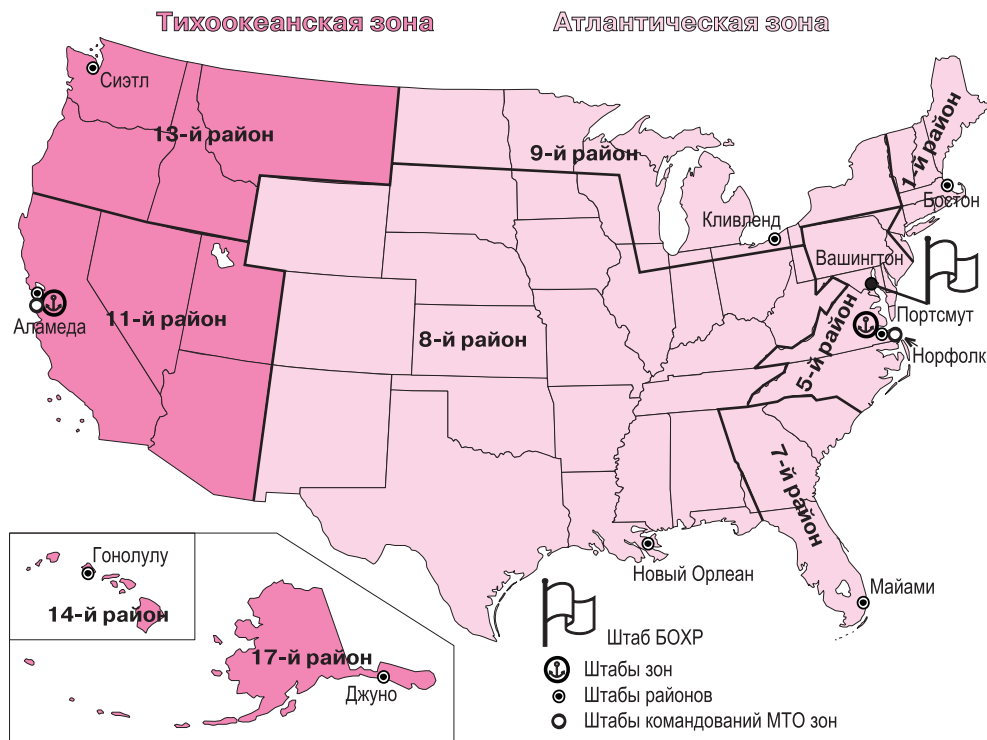 Тихоокеанская зона
Атлантическая зона
Сиэтл
13-й район
9-й район
1-й район
Бостон
Кливленд
Вашингтон
Аламеда
11-й район
8-й район
5-й район
Портсмут
Норфолк
7-й район
Новый Орлеан
Майами
Гонолулу
14-й район
17-й район
Джуно
Штаб БОХР
Штабы зон
Штабы районов
Штабы командований МТО зон